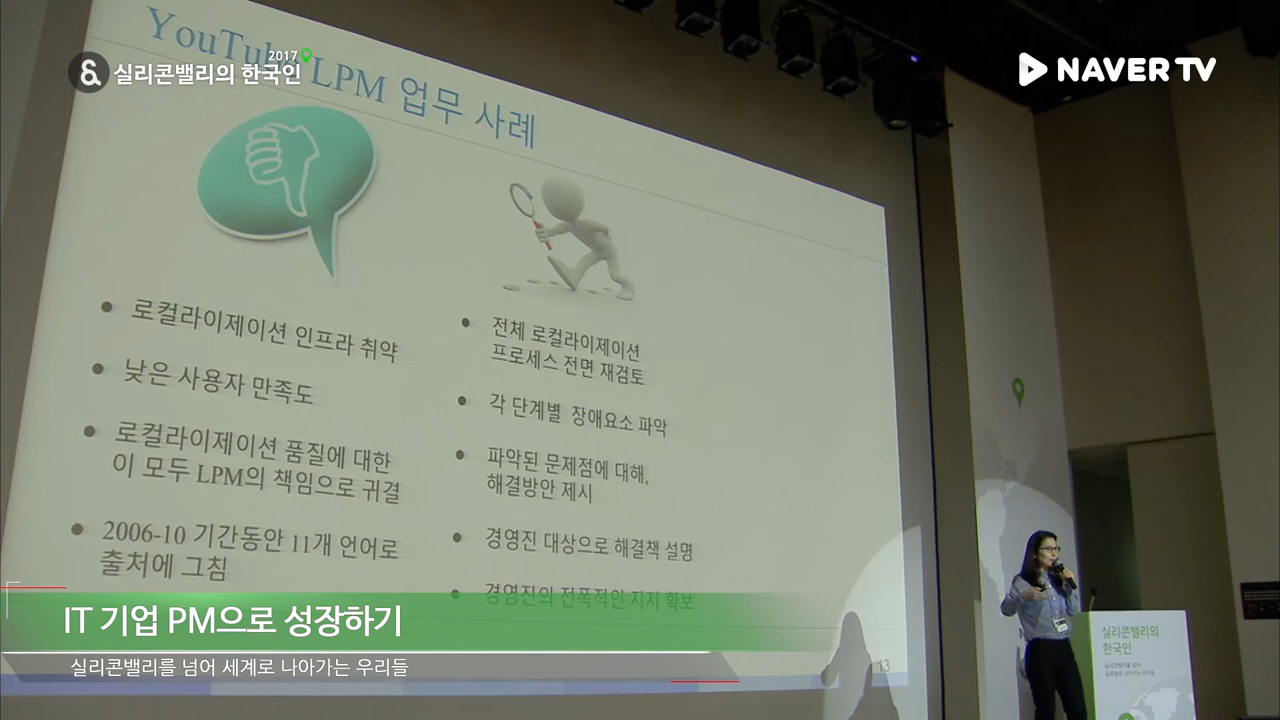 YouTube LPM 업무 사례
2017
& 실리콘밸리의 한국인
NAVER TV
로컬라이제이션 인프라 취약
낮은 사용자 만족도
로컬라이제이션 품질에 대한
이 모두 LPM의 책임으로 귀결
2006-10 기간동안 11개 언어로
출처에 그침
전체 로컬라이제이션
프로세스 전면 재검토
각 단계별 장애요소 파악
파악된 문제점에 대해,
해결방안 제시
경영진 대상으로 해결책 설명
경영진의 전폭적인 지지 확보
13
IT 기업 PM으로 성장하기
실리콘밸리를 넘어 세계로 나아가는 우리들
실리콘밸리의
한국인